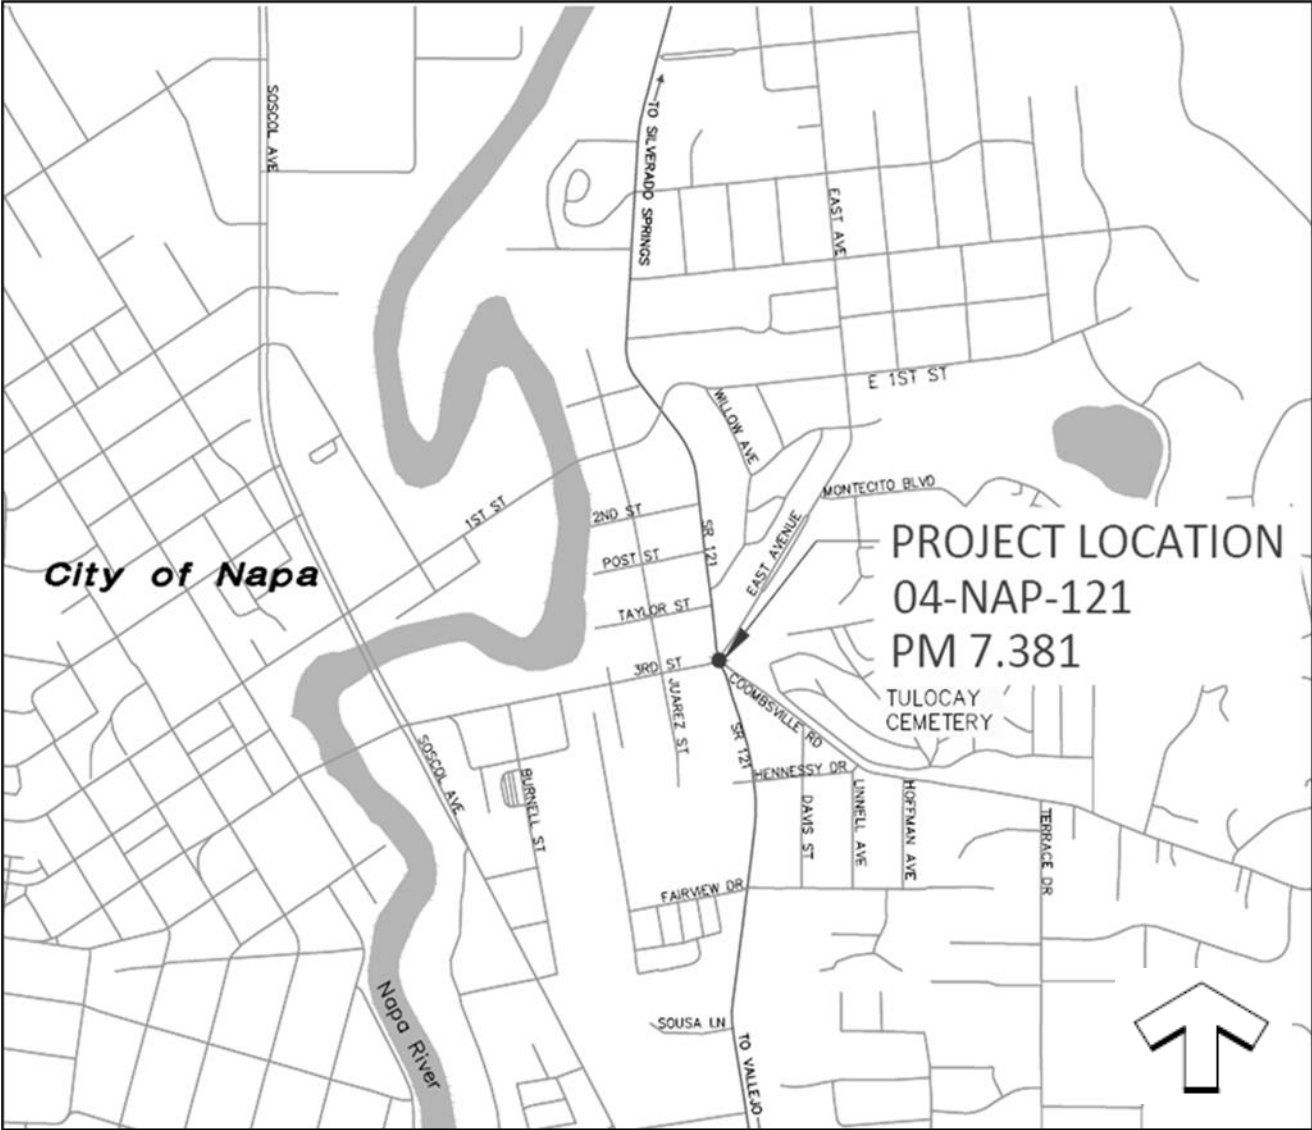 SOSCOL AVE
TO SILVERADO SPRINGS
EAST AVE
E 1ST ST
WILLOW AVE
MONTECITO BLVD
1ST ST
2ND ST
SR 121
EAST AVENUE
PROJECT LOCATION
04-NAP-121
PM 7.381
POST ST
City of Napa
TAYLOR ST
3RD ST
JUAREZ ST
COOMBSVILLE RD
TULOCAY
CEMETERY
SR 121
SOSCOL AVE
BURNELL ST
HENNESSY DR
DAVIS ST
LINNELL AVE
HOFFMAN AVE
TERRACE DR
FAIRVIEW DR
Napa River
SOUSA LN
TO VALLEJO